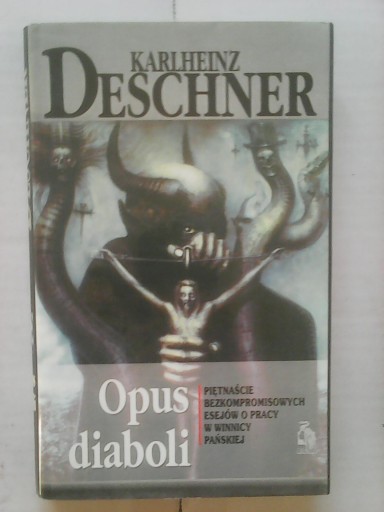 KARLHEINZ
DESCHNER
Opus
diaboli
PIĘTNAŚCIE
BEZKOMPROMISOWYCH
ESEJÓW O PRACY
W WINNICY
PAŃSKIEJ